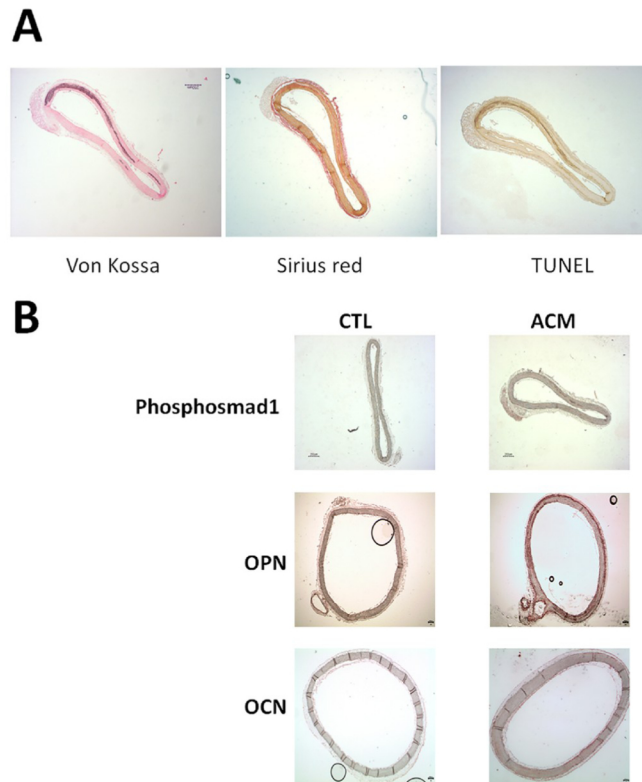 A
Von Kossa Sirius red TUNEL
B
CTL ACM
Phosphosmad1
OPN
OCN